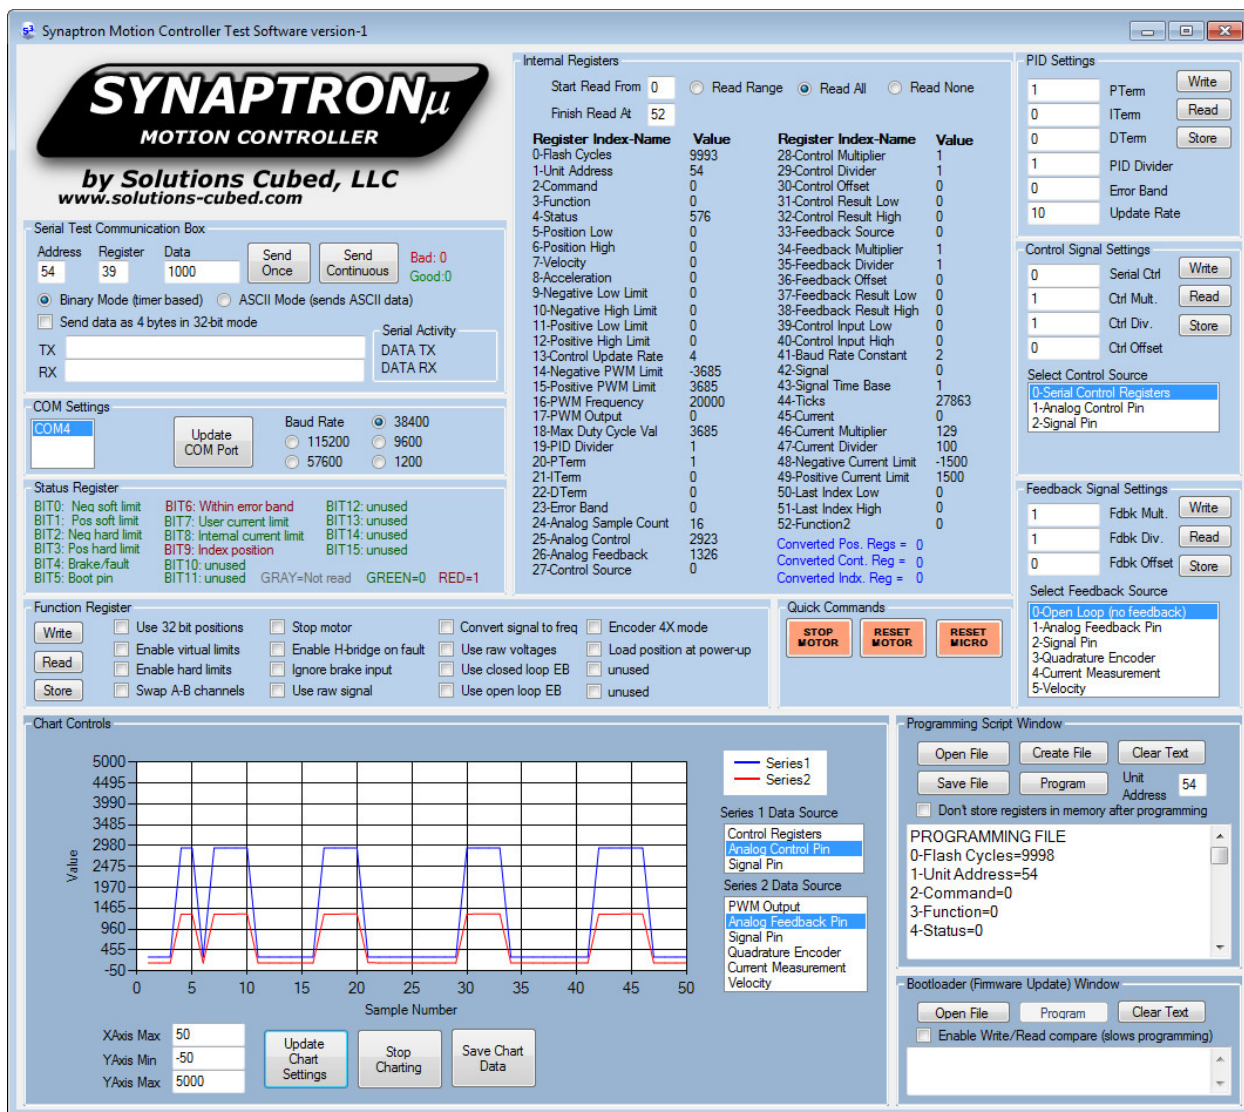 Synaptron Motion Controller Test Software version-1
SYNAPTRONμ
MOTION CONTROLLER
by Solutions Cubed, LLC
www.solutions-cubed.com
Serial Test Communication Box
Address Register Data
54 39 1000 Send Once Send Continuous Bad: 0
Good:0
Binary Mode (timer based) ASCII Mode (sends ASCII data)
Send data as 4 bytes in 32-bit mode
Serial Activity
TX DATA TX
RX DATA RX
COM Settings
COM4
Update COM Port
Baud Rate 38400
115200 9600
57600 1200
Status Register
BIT0: Neg soft limit BIT6: Within error band BIT12: unused
BIT1: Pos soft limit BIT7: User current limit BIT13: unused
BIT2: Neg hard limit BIT8: Internal current limit BIT14: unused
BIT3: Pos hard limit BIT9: Index position BIT15: unused
BIT4: Brake/fault BIT10: unused
BIT5: Boot pin BIT11: unused GRAY=Not read GREEN=0 RED=1
Internal Registers
Start Read From 0 Read Range Read All Read None
Finish Read At 52
Register Index-Name Value
0-Flash Cycles 9993
1-Unit Address 54
2-Command 0
3-Function 0
4-Status 576
5-Position Low 0
6-Position High 0
7-Velocity 0
8-Acceleration 0
9-Negative Low Limit 0
10-Negative High Limit 0
11-Positive Low Limit 0
12-Positive High Limit 0
13-Control Update Rate 4
14-Negative PWM Limit -3685
15-Positive PWM Limit 3685
16-PWM Frequency 20000
17-PWM Output 0
18-Max Duty Cycle Val 3685
19-PID Divider 1
20-PTerm 1
21-ITerm 0
22-DTerm 0
23-Error Band 0
24-Analog Sample Count 16
25-Analog Control 2923
26-Analog Feedback 1326
27-Control Source 0
Register Index-Name Value
28-Control Multiplier 1
29-Control Divider 1
30-Control Offset 0
31-Control Result Low 0
32-Control Result High 0
33-Feedback Source 0
34-Feedback Multiplier 1
35-Feedback Divider 1
36-Feedback Offset 0
37-Feedback Result Low 0
38-Feedback Result High 0
39-Control Input Low 0
40-Control Input High 0
41-Baud Rate Constant 2
42-Signal 0
43-Signal Time Base 1
44-Ticks 27863
45-Current 0
46-Current Multiplier 129
47-Current Divider 100
48-Negative Current Limit -1500
49-Positive Current Limit 1500
50-Last Index Low 0
51-Last Index High 0
52-Function2 0
Converted Pos. Regs = 0
Converted Cont. Reg = 0
Converted Indx. Reg = 0
PID Settings
1 PTerm Write
0 ITerm Read
0 DTerm Store
1 PID Divider
0 Error Band
10 Update Rate
Control Signal Settings
0 Serial Ctrl Write
1 Ctrl Mult. Read
1 Ctrl Div. Store
0 Ctrl Offset
Select Control Source
0-Serial Control Registers
1-Analog Control Pin
2-Signal Pin
Feedback Signal Settings
1 Fdbk Mult. Write
1 Fdbk Div. Read
0 Fdbk Offset Store
Select Feedback Source
0-Open Loop (no feedback)
1-Analog Feedback Pin
2-Signal Pin
3-Quadrature Encoder
4-Current Measurement
5-Velocity
Function Register
Write Use 32 bit positions Stop motor Convert signal to freq Encoder 4X mode
Enable virtual limits Enable H-bridge on fault Use raw voltages Load position at power-up
Read Enable hard limits Ignore brake input Use closed loop EB unused
Store Swap A-B channels Use raw signal Use open loop EB unused
Quick Commands
STOP MOTOR RESET MOTOR RESET MICRO
Chart Controls
5000
4495
3990
3485
2980
2475
1970
1465
960
455
-50
Value
0 5 10 15 20 25 30 35 40 45 50
Sample Number
Series1
Series2
Series 1 Data Source
Control Registers
Analog Control Pin
Signal Pin
Series 2 Data Source
PWM Output
Analog Feedback Pin
Signal Pin
Quadrature Encoder
Current Measurement
Velocity
XAxis Max 50
YAxis Min -50
YAxis Max 5000
Update Chart Settings
Stop Charting
Save Chart Data
Programming Script Window
Open File Create File Clear Text
Save File Program Unit Address 54
Don't store registers in memory after programming
PROGRAMMING FILE
0-Flash Cycles=9998
1-Unit Address=54
2-Command=0
3-Function=0
4-Status=0
Bootloader (Firmware Update) Window
Open File Program Clear Text
Enable Write/Read compare (slows programming)